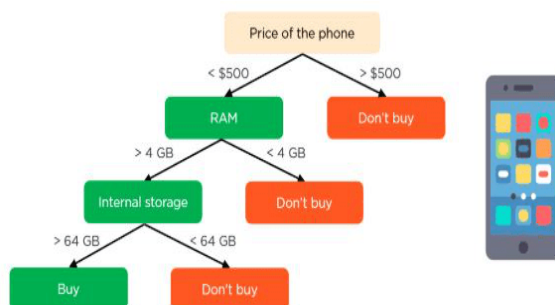 Price of the phone
< $500
> $500
RAM
Don't buy
> 4 GB
< 4 GB
Internal storage
Don't buy
> 64 GB
< 64 GB
Buy
Don't buy